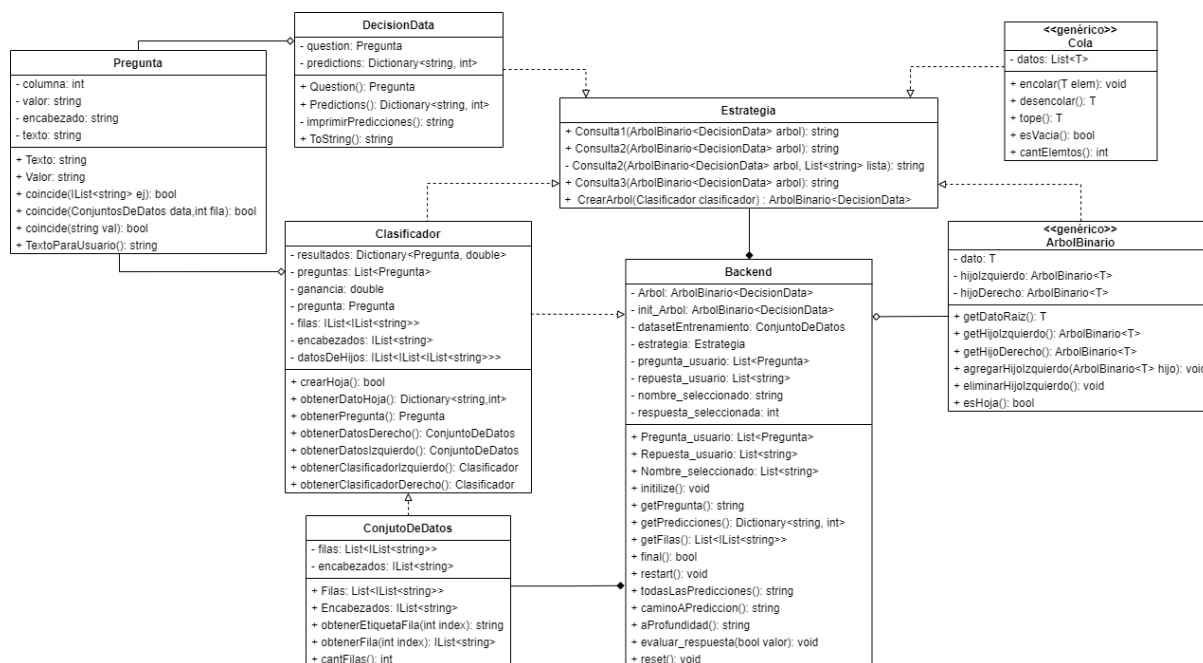 DecisionData
- question: Pregunta
- predictions: Dictionary<string, int>
+ Question(): Pregunta
+ Predictions(): Dictionary<string, int>
- imprimirPredicciones(): string
+ ToString(): string
Pregunta
- columna: int
- valor: string
- encabezado: string
- texto: string
+ Texto: string
+ Valor: string
+ coincide(IList<string> ej): bool
+ coincide(ConjuntosDeDatos data,int fila): bool
+ coincide(string val): bool
+ TextoParaUsuario(): string
<<genérico>>
Cola
- datos: List<T>
+ encolar(T elem): void
+ desencolar(): T
+ tope(): T
+ esVacia(): bool
+ cantElemtos(): int
Estrategia
+ Consulta1(ArbolBinario<DecisionData> arbol): string
+ Consulta2(ArbolBinario<DecisionData> arbol): string
- Consulta2(ArbolBinario<DecisionData> arbol, List<string> lista): string
+ Consulta3(ArbolBinario<DecisionData> arbol): string
+ CrearArbol(Clasificador clasificador) : ArbolBinario<DecisionData>
Clasificador
- resultados: Dictionary<Pregunta, double>
- preguntas: List<Pregunta>
- ganancia: double
- pregunta: Pregunta
- filas: IList<IList<string>>
- encabezados: IList<string>
- datosDeHijos: IList<IList<IList<string>>>
+ crearHoja(): bool
+ obtenerDatoHoja(): Dictionary<string,int>
+ obtenerPregunta(): Pregunta
+ obtenerDatosDerecho(): ConjuntoDeDatos
+ obtenerDatosIzquierdo(): ConjuntoDeDatos
+ obtenerClasificadorIzquierdo(): Clasificador
+ obtenerClasificadorDerecho(): Clasificador
<<genérico>>
ArbolBinario
- dato: T
- hijoIzquierdo: ArbolBinario<T>
- hijoDerecho: ArbolBinario<T>
+ getDatoRaiz(): T
+ getHijoIzquierdo(): ArbolBinario<T>
+ getHijoDerecho(): ArbolBinario<T>
+ agregarHijoIzquierdo(ArbolBinario<T> hijo): void
+ eliminarHijoIzquierdo(): void
+ esHoja(): bool
Backend
- Arbol: ArbolBinario<DecisionData>
- init_Arbol: ArbolBinario<DecisionData>
- datasetEntrenamiento: ConjuntoDeDatos
- estrategia: Estrategia
- pregunta_usuario: List<Pregunta>
- repuesta_usuario: List<string>
- nombre_seleccionado: string
- respuesta_seleccionada: int
+ Pregunta_usuario: List<Pregunta>
+ Repuesta_usuario: List<string>
+ Nombre_seleccionado: List<string>
+ initilize(): void
+ getPregunta(): string
+ getPredicciones(): Dictionary<string, int>
+ getFilas(): List<IList<string>>
+ final(): bool
+ restart(): void
+ todasLasPredicciones(): string
+ caminoAPrediccion(): string
+ aProfundidad(): string
+ evaluar_respuesta(bool valor): void
+ reset(): void
ConjutoDeDatos
- filas: List<IList<string>>
- encabezados: IList<string>
+ Filas: List<IList<string>>
+ Encabezados: IList<string>
+ obtenerEtiquetaFila(int index): string
+ obtenerFila(int index): IList<string>
+ cantFilas(): int